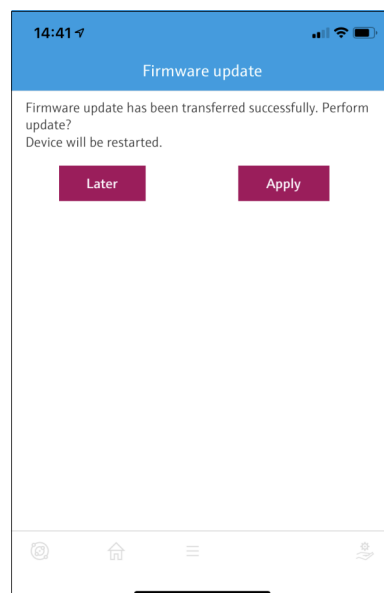 14:41
Firmware update
Firmware update has been transferred successfully. Perform
update?
Device will be restarted.
Later
Apply